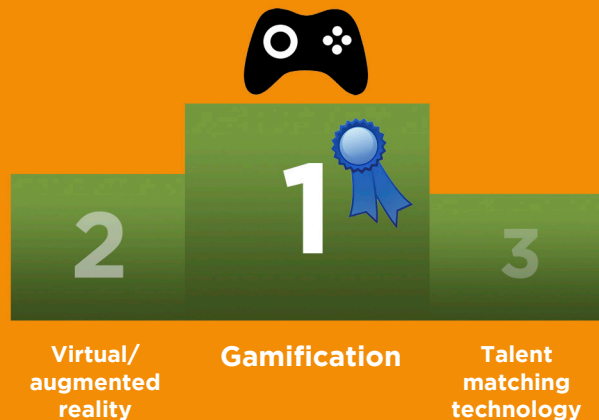 2
1
3
Virtual/
augmented
reality
Gamification
Talent
matching
technology